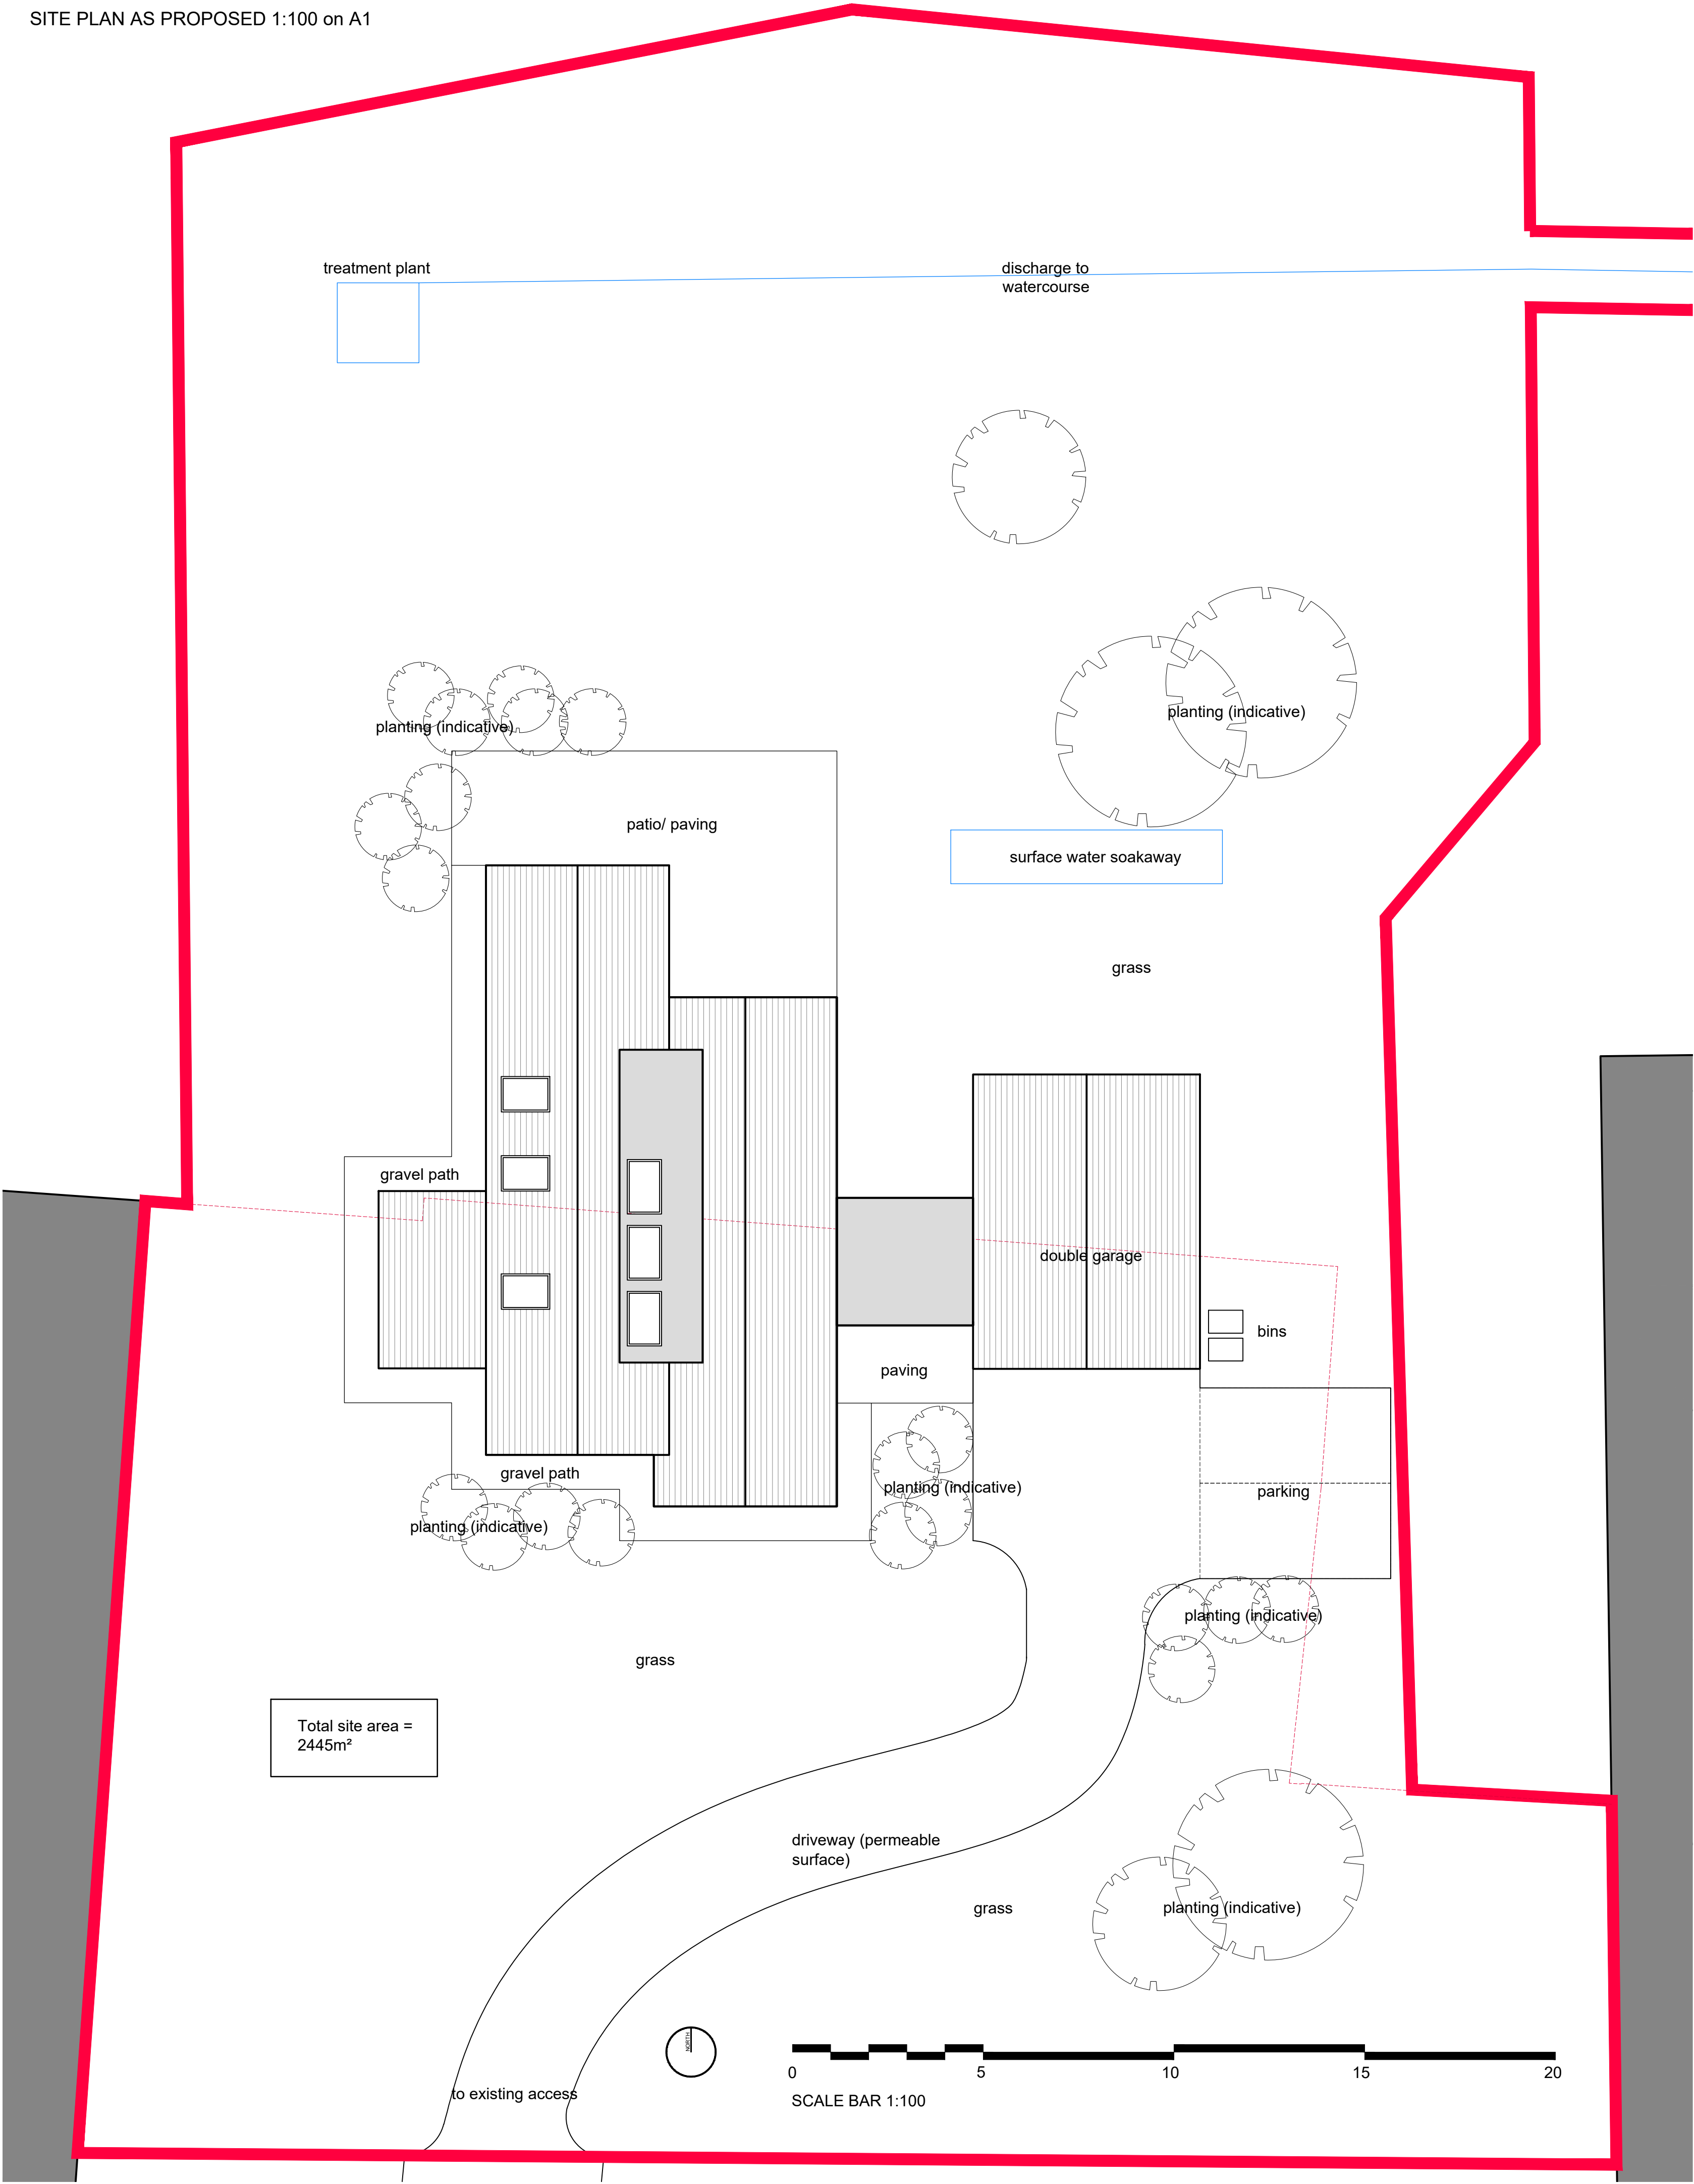 SITE PLAN AS PROPOSED 1:100 on A1
treatment plant
discharge to
watercourse
planting (indicative)
planting (indicative)
patio/ paving
surface water soakaway
grass
gravel path
double garage
bins
paving
gravel path
planting (indicative)
parking
planting (indicative)
planting (indicative)
grass
Total site area =
2445m²
driveway (permeable
surface)
grass
planting (indicative)
NORTH
0 5 10 15 20
to existing access
SCALE BAR 1:100